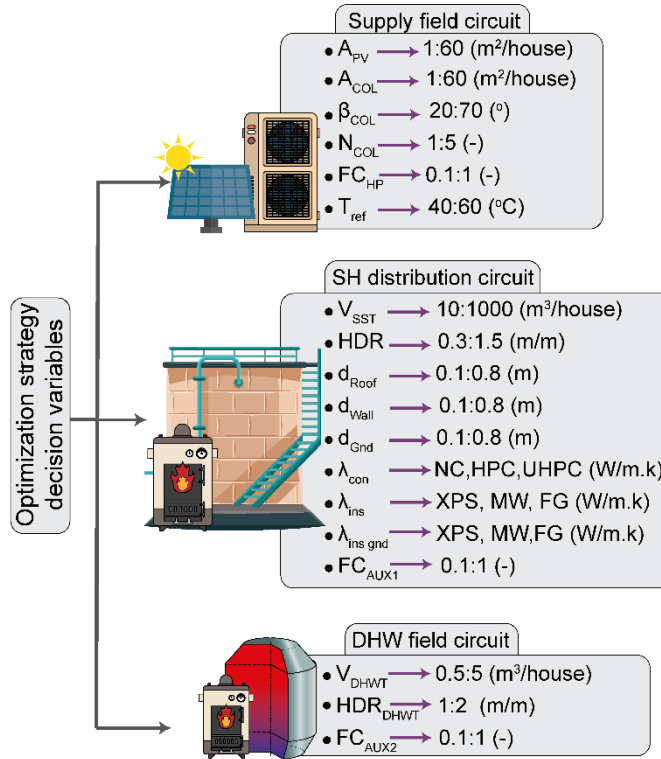 Optimization strategy
decision variables
Supply field circuit
• A_PV → 1:60 (m²/house)
• A_COL → 1:60 (m²/house)
• β_COL → 20:70 (°)
• N_COL → 1:5 (-)
• FC_HP → 0.1:1 (-)
• T_ref → 40:60 (°C)
SH distribution circuit
• V_SST → 10:1000 (m³/house)
• HDR → 0.3:1.5 (m/m)
• d_Roof → 0.1:0.8 (m)
• d_Wall → 0.1:0.8 (m)
• d_Gnd → 0.1:0.8 (m)
• λ_con → NC,HPC,UHPC (W/m.k)
• λ_ins → XPS, MW, FG (W/m.k)
• λ_ins gnd → XPS, MW,FG (W/m.k)
• FC_AUX1 → 0.1:1 (-)
DHW field circuit
• V_DHWT → 0.5:5 (m³/house)
• HDR_DHWT → 1:2 (m/m)
• FC_AUX2 → 0.1:1 (-)